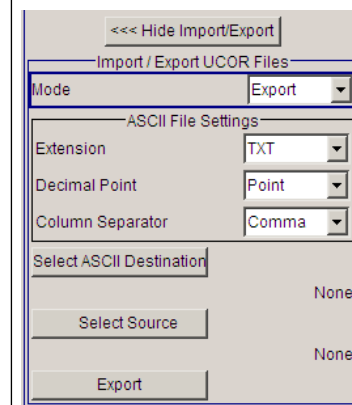 <<< Hide Import/Export
Import / Export UCOR Files
Mode Export
ASCII File Settings
Extension TXT
Decimal Point Point
Column Separator Comma
Select ASCII Destination
None
Select Source
None
Export